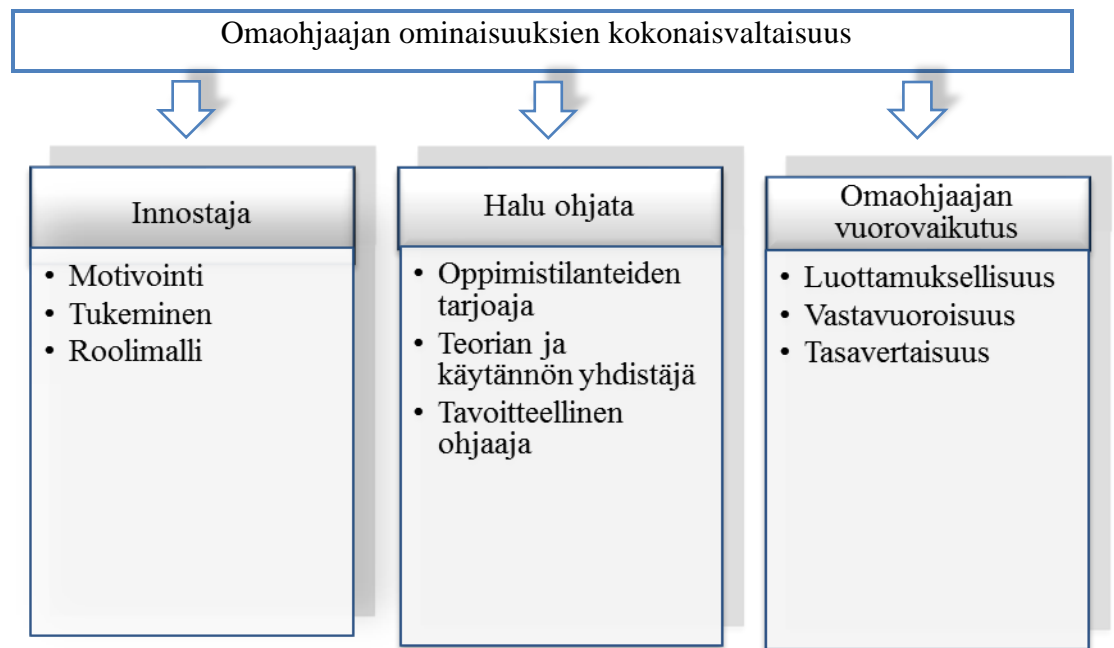 Omaohjaajan ominaisuuksien kokonaisvaltaisuus
Innostaja
• Motivointi
• Tukeminen
• Roolimalli
Halu ohjata
• Oppimistilanteiden
tarjoaja
• Teorian ja
käytännön yhdistäjä
• Tavoitteellinen
ohjaaja
Omaohjaajan
vuorovaikutus
• Luottamuksellisuus
• Vastavuoroisuus
• Tasavertaisuus